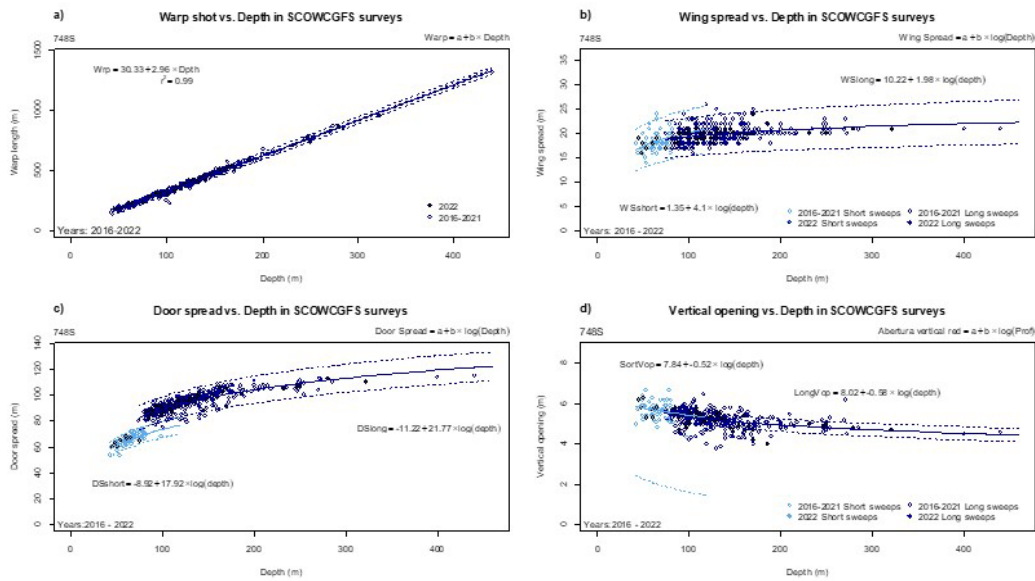 a) Warp shot vs. Depth in SCOWCGFS surveys
748S Warp = a+b × Depth
Wrp = 30.33+2.96 ×Dpth
r² = 0.99
Warp length (m)
0 500 1000 1500
2022
2016-2021
Years: 2016-2022
0 100 200 300 400
Depth (m)
b) Wing spread vs. Depth in SCOWCGFS surveys
748S Wing Spread = a+b × log(Depth)
WSlong = 10.22+ 1.98 × log(depth)
Wing spread (m)
0 5 10 15 20 25 30 35
WSshort = 1.35+ 4.1 × log(depth)
2016-2021 Short sweeps 2016-2021 Long sweeps
2022 Short sweeps 2022 Long sweeps
Years: 2016 - 2022
0 100 200 300 400
Depth (m)
c) Door spread vs. Depth in SCOWCGFS surveys
748S Door Spread = a+b × log(Depth)
Door spread (m)
0 20 40 60 80 100 120 140
DSlong = -11.22+ 21.77 ×log(depth)
DSshort = -8.92+ 17.92 ×log(depth)
Years:2016 - 2022
0 100 200 300 400
Depth (m)
d) Vertical opening vs. Depth in SCOWCGFS surveys
748S Abertura vertical red = a+b × log(Prof)
SortVop = 7.84+ -0.52 × log(depth)
LongVop = 8.02+ -0.58 × log(depth)
Vertical opening (m)
0 2 4 6 8
2016-2021 Short sweeps 2016-2021 Long sweeps
2022 Short sweeps 2022 Long sweeps
Years:2016 - 2022
0 100 200 300 400
Depth (m)